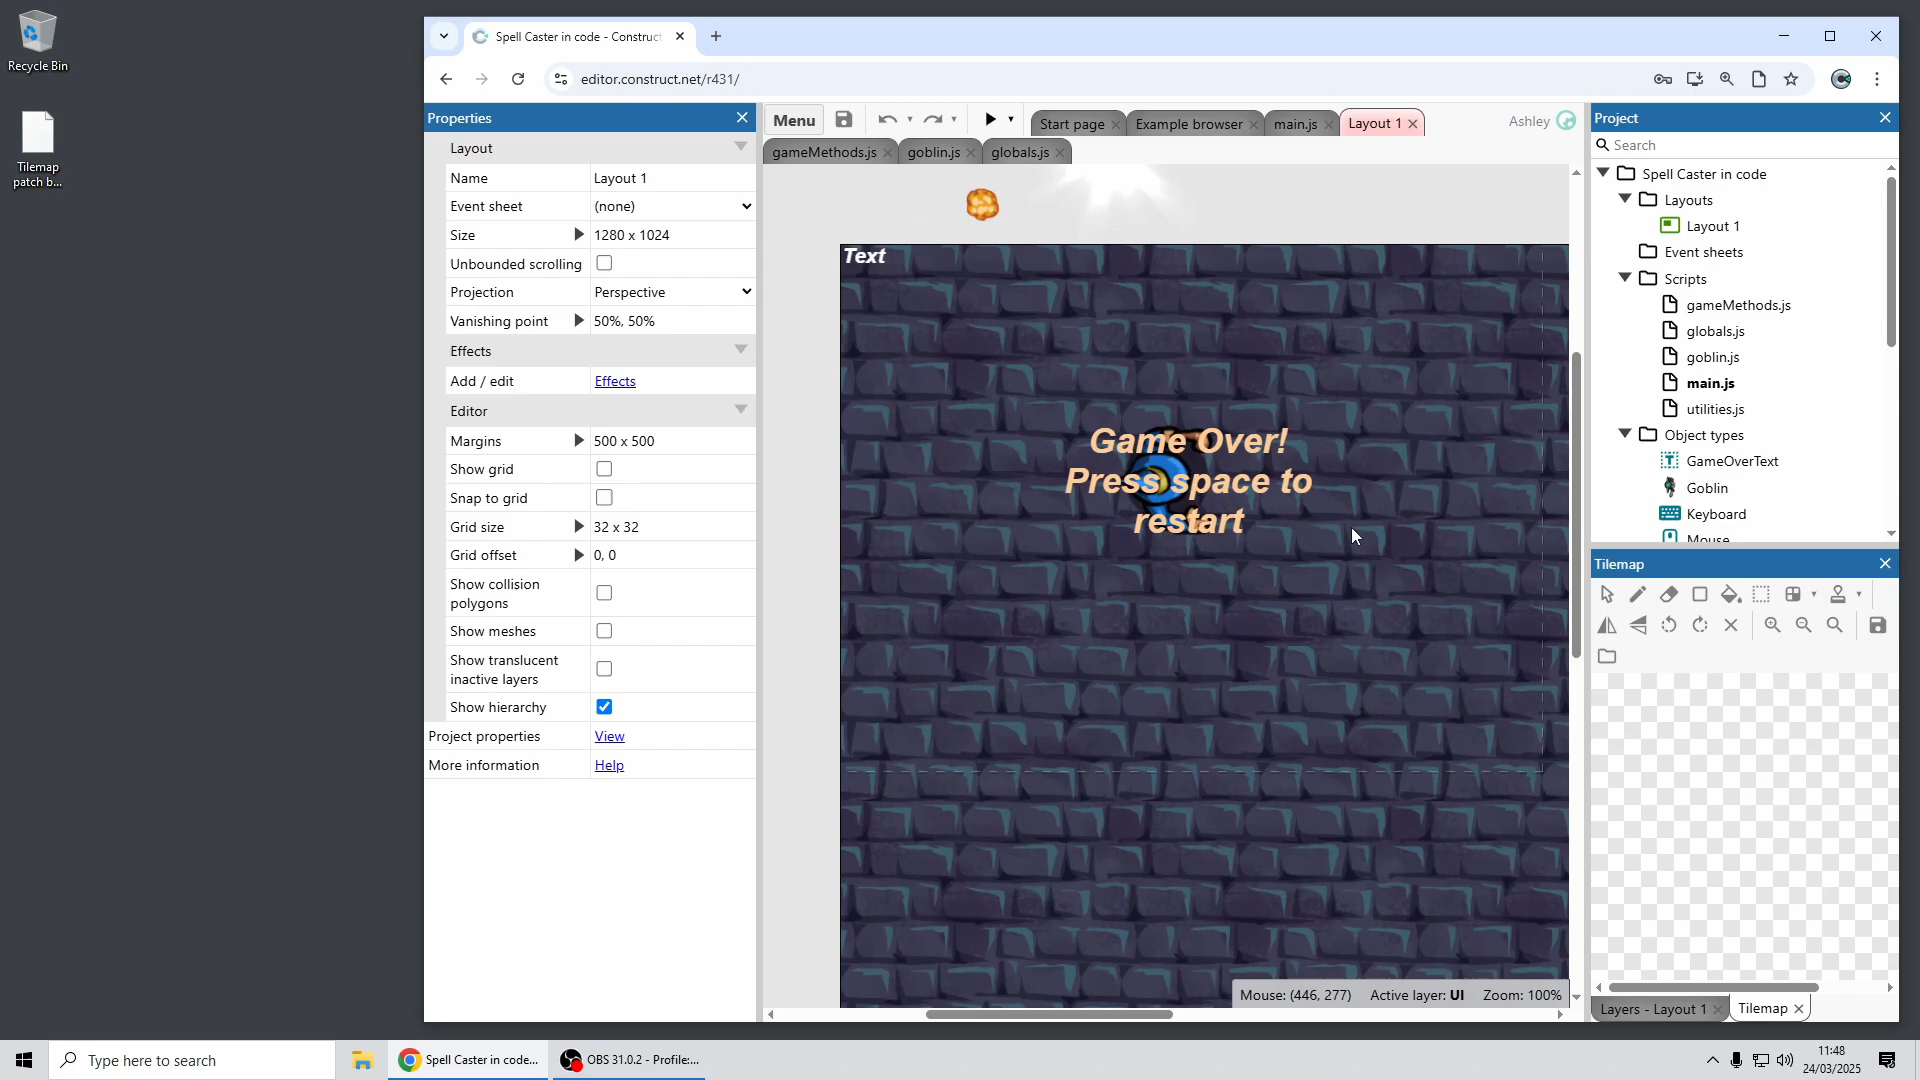 Recycle Bin
Tilemap
patch b...
Spell Caster in code - Construct
editor.construct.net/r431/
Properties
Layout
Name
Layout 1
Event sheet
(none)
Size
1280 x 1024
Unbounded scrolling
Projection
Perspective
Vanishing point
50%, 50%
Effects
Add / edit
Effects
Editor
Margins
500 x 500
Show grid
Snap to grid
Grid size
32 x 32
Grid offset
0, 0
Show collision
polygons
Show meshes
Show translucent
inactive layers
Show hierarchy
Project properties
View
More information
Help
Menu
Start page
Example browser
main.js
Layout 1
Ashley
gameMethods.js
goblin.js
globals.js
Text
Game Over!
Press space to
restart
Mouse: (446, 277)
Active layer: UI
Zoom: 100%
Project
Search
Spell Caster in code
Layouts
Layout 1
Event sheets
Scripts
gameMethods.js
globals.js
goblin.js
main.js
utilities.js
Object types
GameOverText
Goblin
Keyboard
Mouse
Tilemap
Layers - Layout 1
Tilemap
Type here to search
Spell Caster in code...
OBS 31.0.2 - Profile:...
11:48
24/03/2025